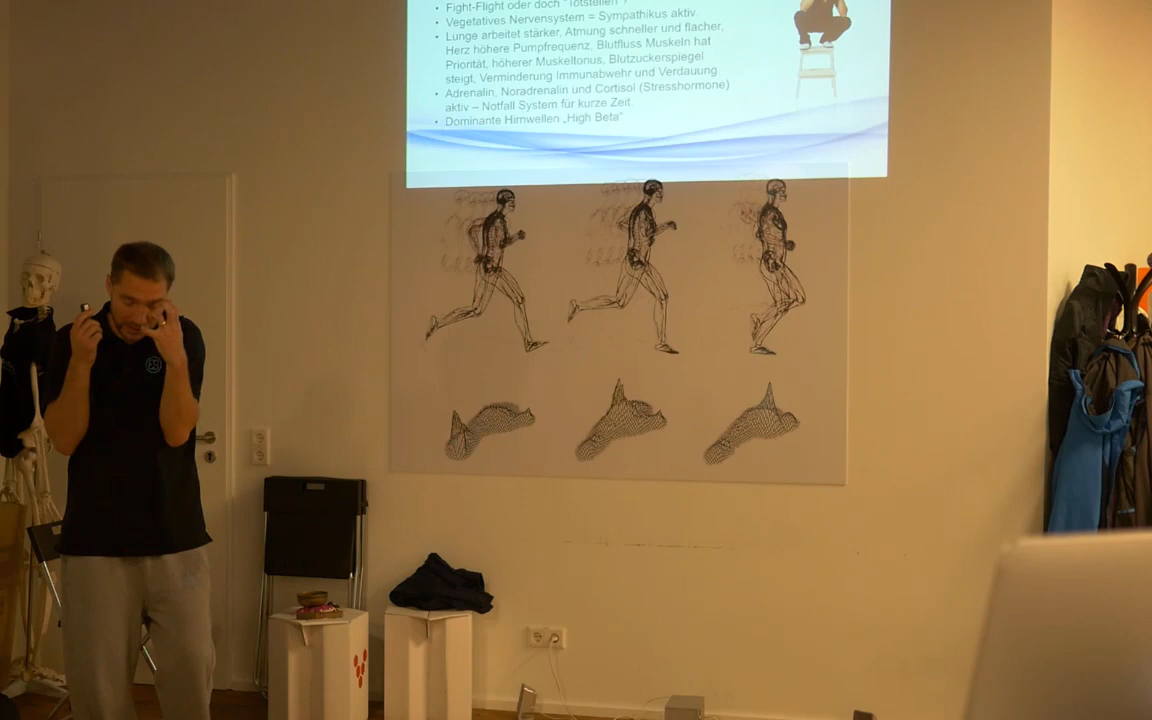 • Fight-Flight oder doch "Totstellen"?
• Vegetatives Nervensystem = Sympathikus aktiv.
• Lunge arbeitet stärker, Atmung schneller und flacher,
Herz höhere Pumpfrequenz, Blutfluss Muskeln hat
Priorität, höherer Muskeltonus, Blutzuckerspiegel
steigt, Verminderung Immunabwehr und Verdauung
• Adrenalin, Noradrenalin und Cortisol (Stresshormone)
aktiv – Notfall System für kurze Zeit.
• Dominante Hirnwellen „High Beta"